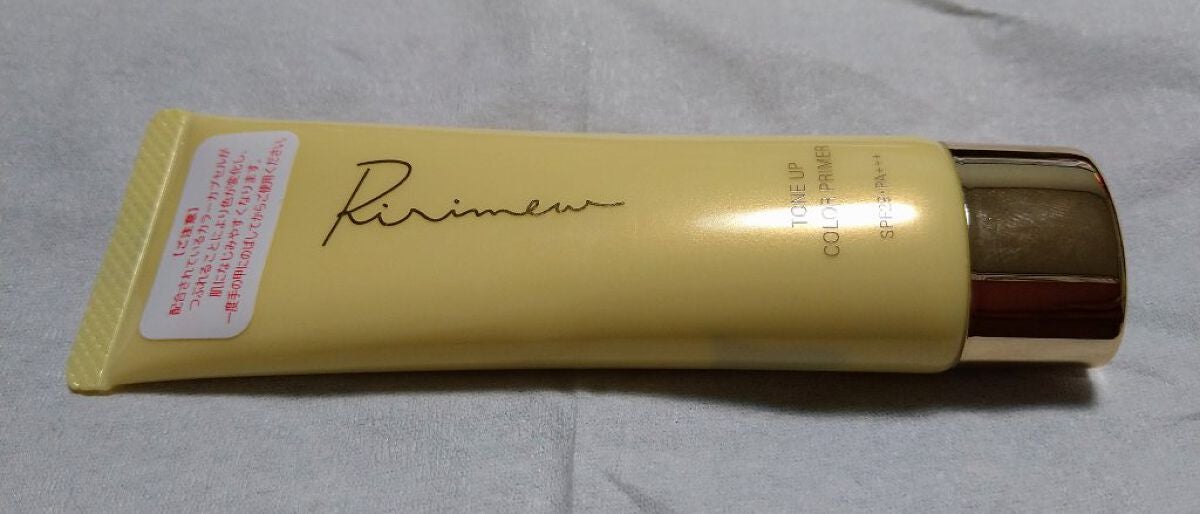 Ririmew
TONE UP
COLOR PRIMER
PA+++
【ご注意】
配合されているカラーカプセルが
つぶれることにより色が変化し、
肌になじみやすくなります。
一度手の甲にのばしてからご使用ください